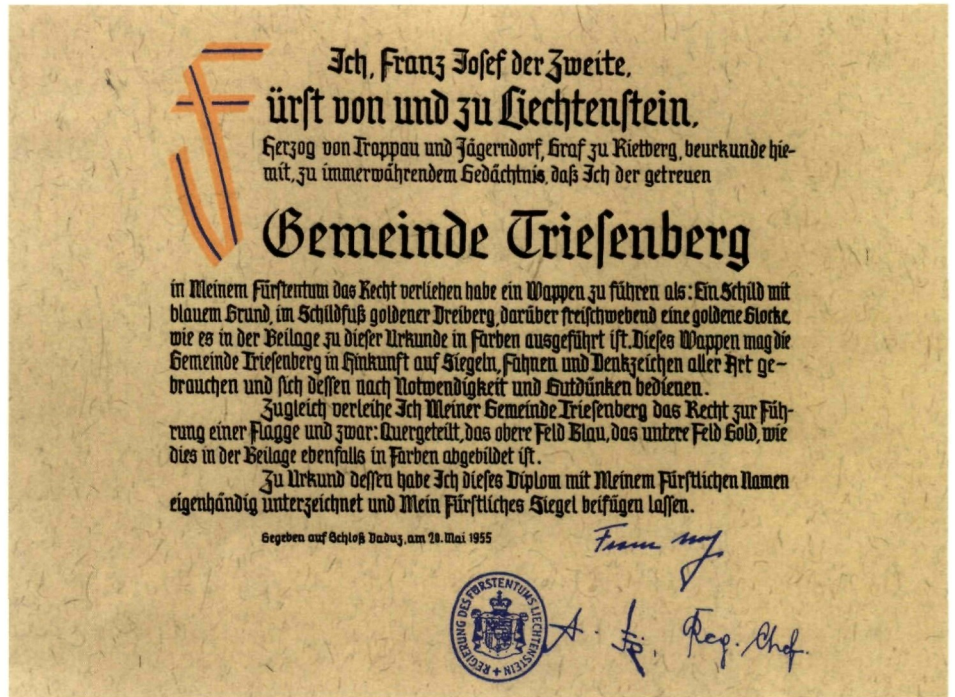 Ich, Franz Josef der Zweite,
Fürst von und zu Liechtenstein,
Herzog von Troppau und Jägerndorf, Graf zu Rietberg, beurkunde hie-
mit, zu immerwährendem Gedächtnis, daß Ich der getreuen
Gemeinde Triesenberg
in Meinem Fürstentum das Recht verliehen habe ein Wappen zu führen als: Ein Schild mit
blauem Grund, im Schildfuß goldener Dreiberg, darüber freischwebend eine goldene Glocke,
wie es in der Beilage zu dieser Urkunde in Farben ausgeführt ist. Dieses Wappen mag die
Gemeinde Triesenberg in Hinkunft auf Siegeln, Fahnen und Denkzeichen aller Art ge-
brauchen und sich dessen nach Notwendigkeit und Gutdünken bedienen.
Zugleich verleihe Ich Meiner Gemeinde Triesenberg das Recht zur Füh-
rung einer Flagge und zwar: Quergeteilt, das obere Feld Blau, das untere Feld Gold, wie
dies in der Beilage ebenfalls in Farben abgebildet ist.
Zu Urkund dessen habe Ich dieses Diplom mit Meinem Fürstlichen Namen
eigenhändig unterzeichnet und Mein Fürstliches Siegel beifügen lassen.
Gegeben auf Schloß Vaduz, am 20. Mai 1955
Franz
REGIERUNG DES FÜRSTENTUMS LIECHTENSTEIN
A. Reg. Chef.